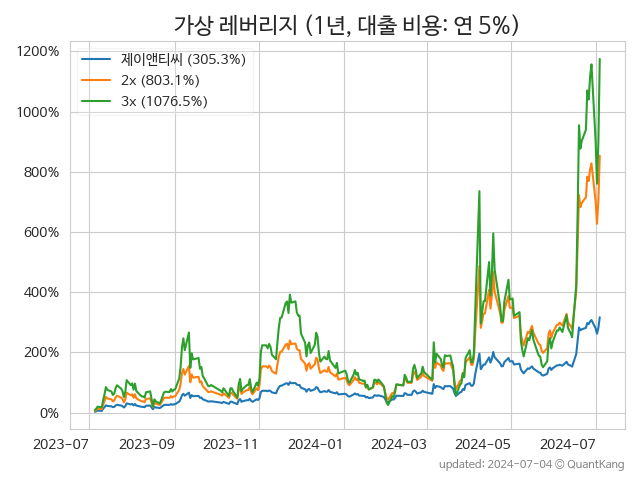 가상 레버리지 (1년, 대출 비용: 연 5%)
제이앤티씨 (305.3%)
2x (803.1%)
3x (1076.5%)
1200%
1000%
800%
600%
400%
200%
0%
2023-07 2023-09 2023-11 2024-01 2024-03 2024-05 2024-07
updated: 2024-07-04 © QuantKang